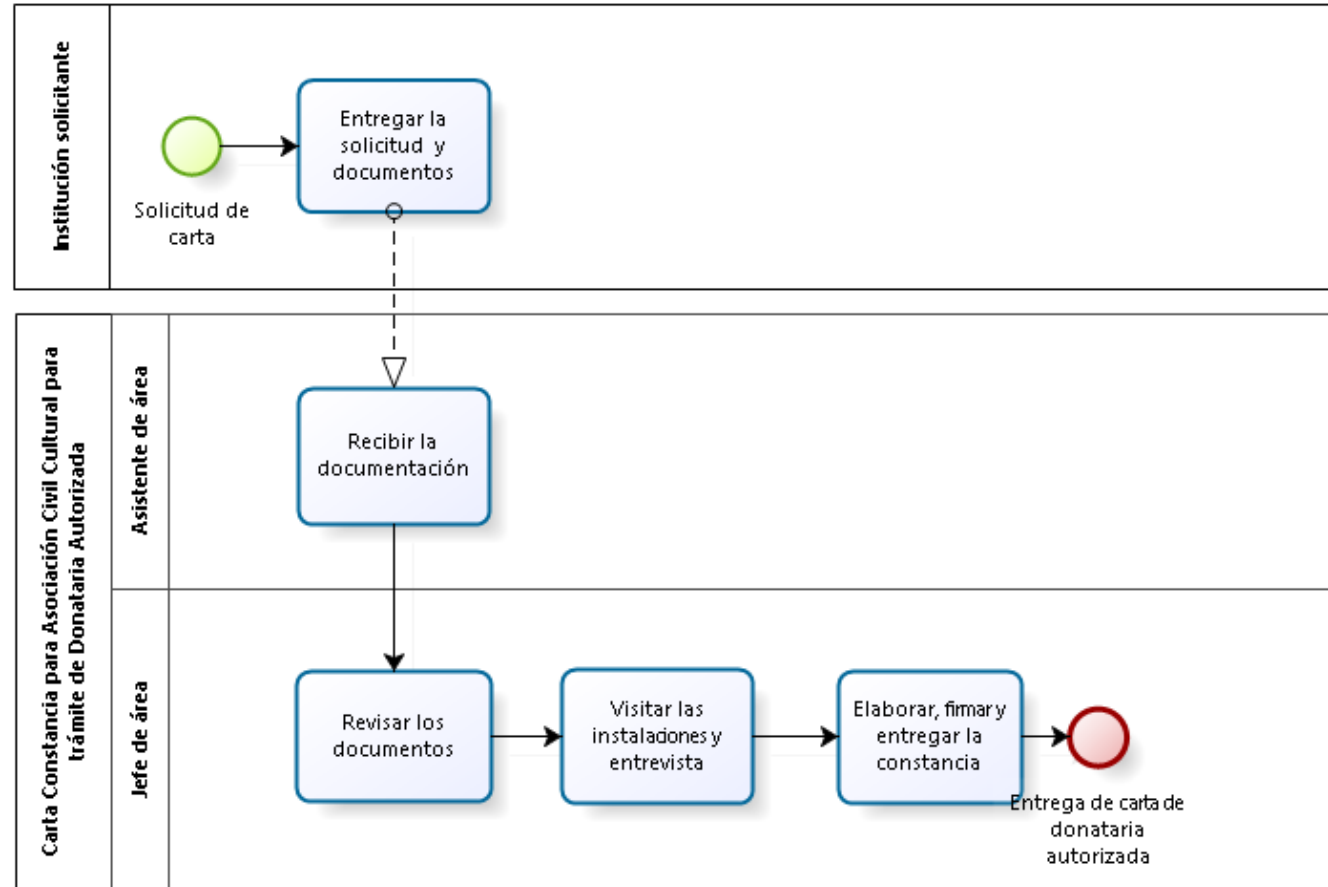 Institución solicitante
Solicitud de
carta
Entregar la
solicitud y
documentos
Carta Constancia para Asociación Civil Cultural para
trámite de Donataria Autorizada
Asistente de área
Recibir la
documentación
Jefe de área
Revisar los
documentos
Visitar las
instalaciones y
entrevista
Elaborar, firmar y
entregar la
constancia
Entrega de carta de
donataria
autorizada